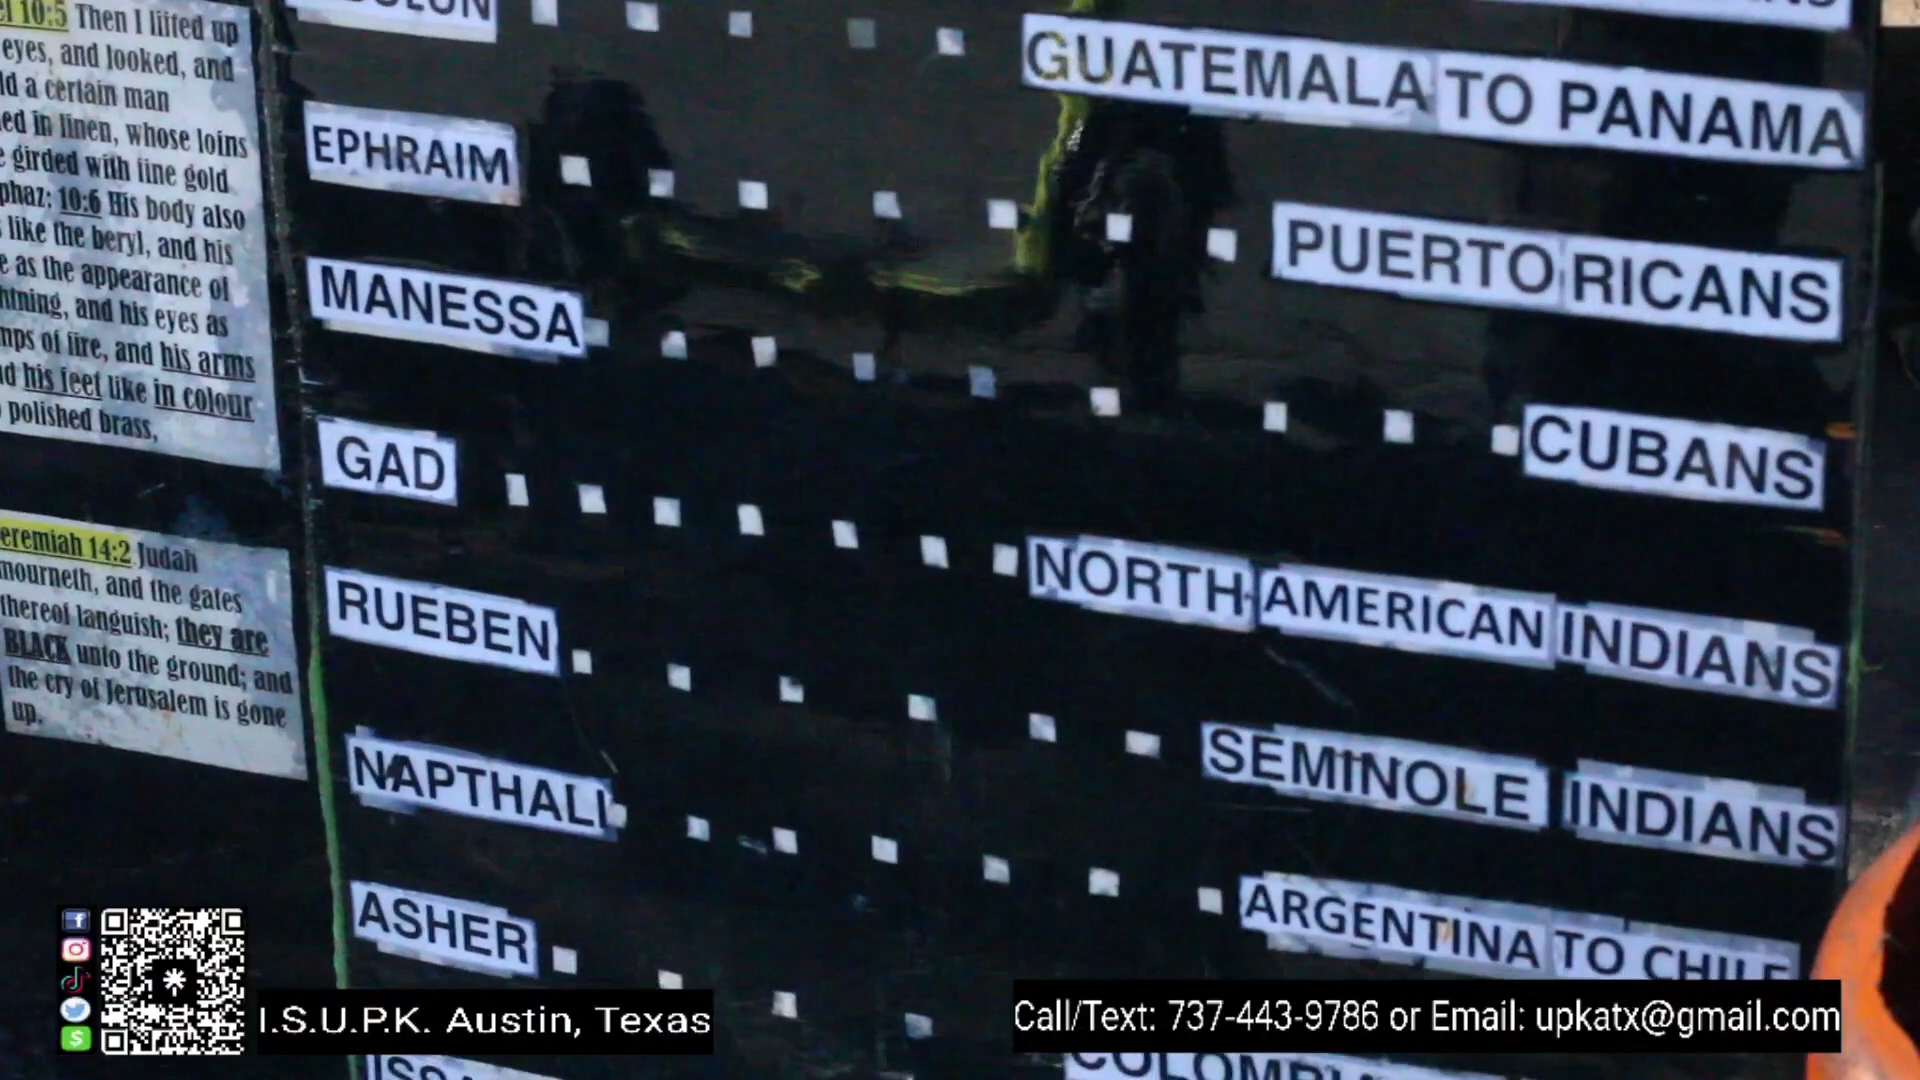 10:5 Then I lifted up
eyes, and looked, and
a certain man
in linen, whose loins
girded with fine gold
10:6 His body also
like the beryl, and his
as the appearance of
and his eyes as
of fire, and his arms
his feet like in colour
polished brass,
Jeremiah 14:2 Judah
mourneth, and the gates
thereof languish; they are
BLACK unto the ground; and
the cry of Jerusalem is gone
up.
GUATEMALA TO PANAMA
EPHRAIM
PUERTO RICANS
MANESSA
CUBANS
GAD
NORTH AMERICAN INDIANS
RUEBEN
SEMINOLE INDIANS
NAPTHALI
ARGENTINA TO CHILE
ASHER
I.S.U.P.K. Austin, Texas
Call/Text: 737-443-9786 or Email: upkatx@gmail.com